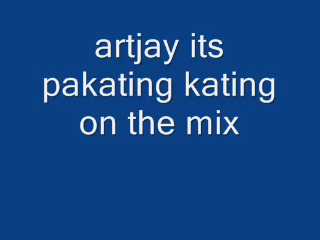 artjay its
pakating kating
on the mix